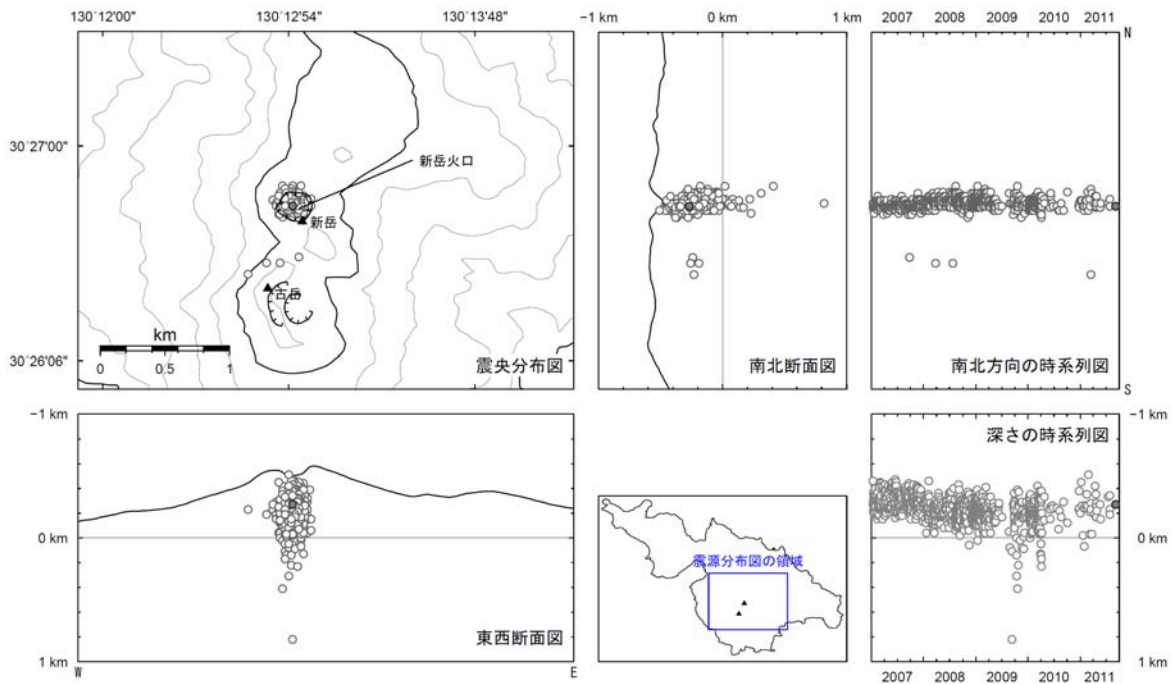 130˚12'00" 130˚12'54" 130˚13'48"
−1 km 0 km 1 km
2007 2008 2009 2010 2011
N
30˚27'00"
新岳火口
新岳
古岳
km
0 0.5 1
30˚26'06"
震央分布図
南北断面図
南北方向の時系列図
S
−1 km
0 km
1 km
東西断面図
W E
震源分布図の領域
深さの時系列図
−1 km
0 km
1 km
2007 2008 2009 2010 2011